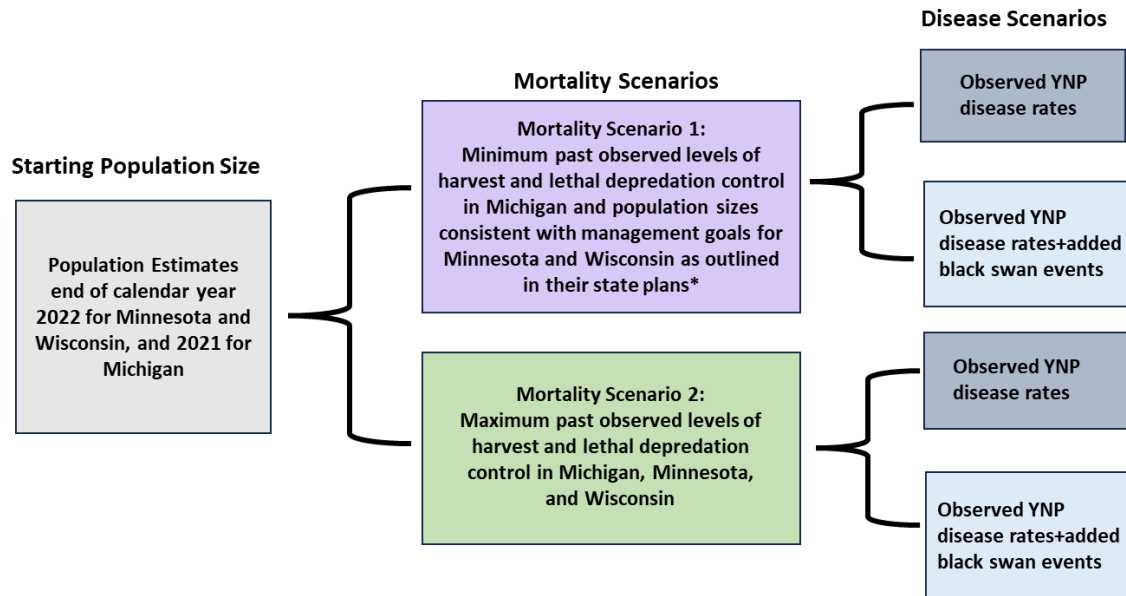 Disease Scenarios
Mortality Scenarios
Starting Population Size
Population Estimates
end of calendar year
2022 for Minnesota and
Wisconsin, and 2021 for
Michigan
Mortality Scenario 1:
Minimum past observed levels of
harvest and lethal depredation control
in Michigan and population sizes
consistent with management goals for
Minnesota and Wisconsin as outlined
in their state plans*
Mortality Scenario 2:
Maximum past observed levels of
harvest and lethal depredation
control in Michigan, Minnesota,
and Wisconsin
Observed YNP
disease rates
Observed YNP
disease rates+added
black swan events
Observed YNP
disease rates
Observed YNP
disease rates+added
black swan events